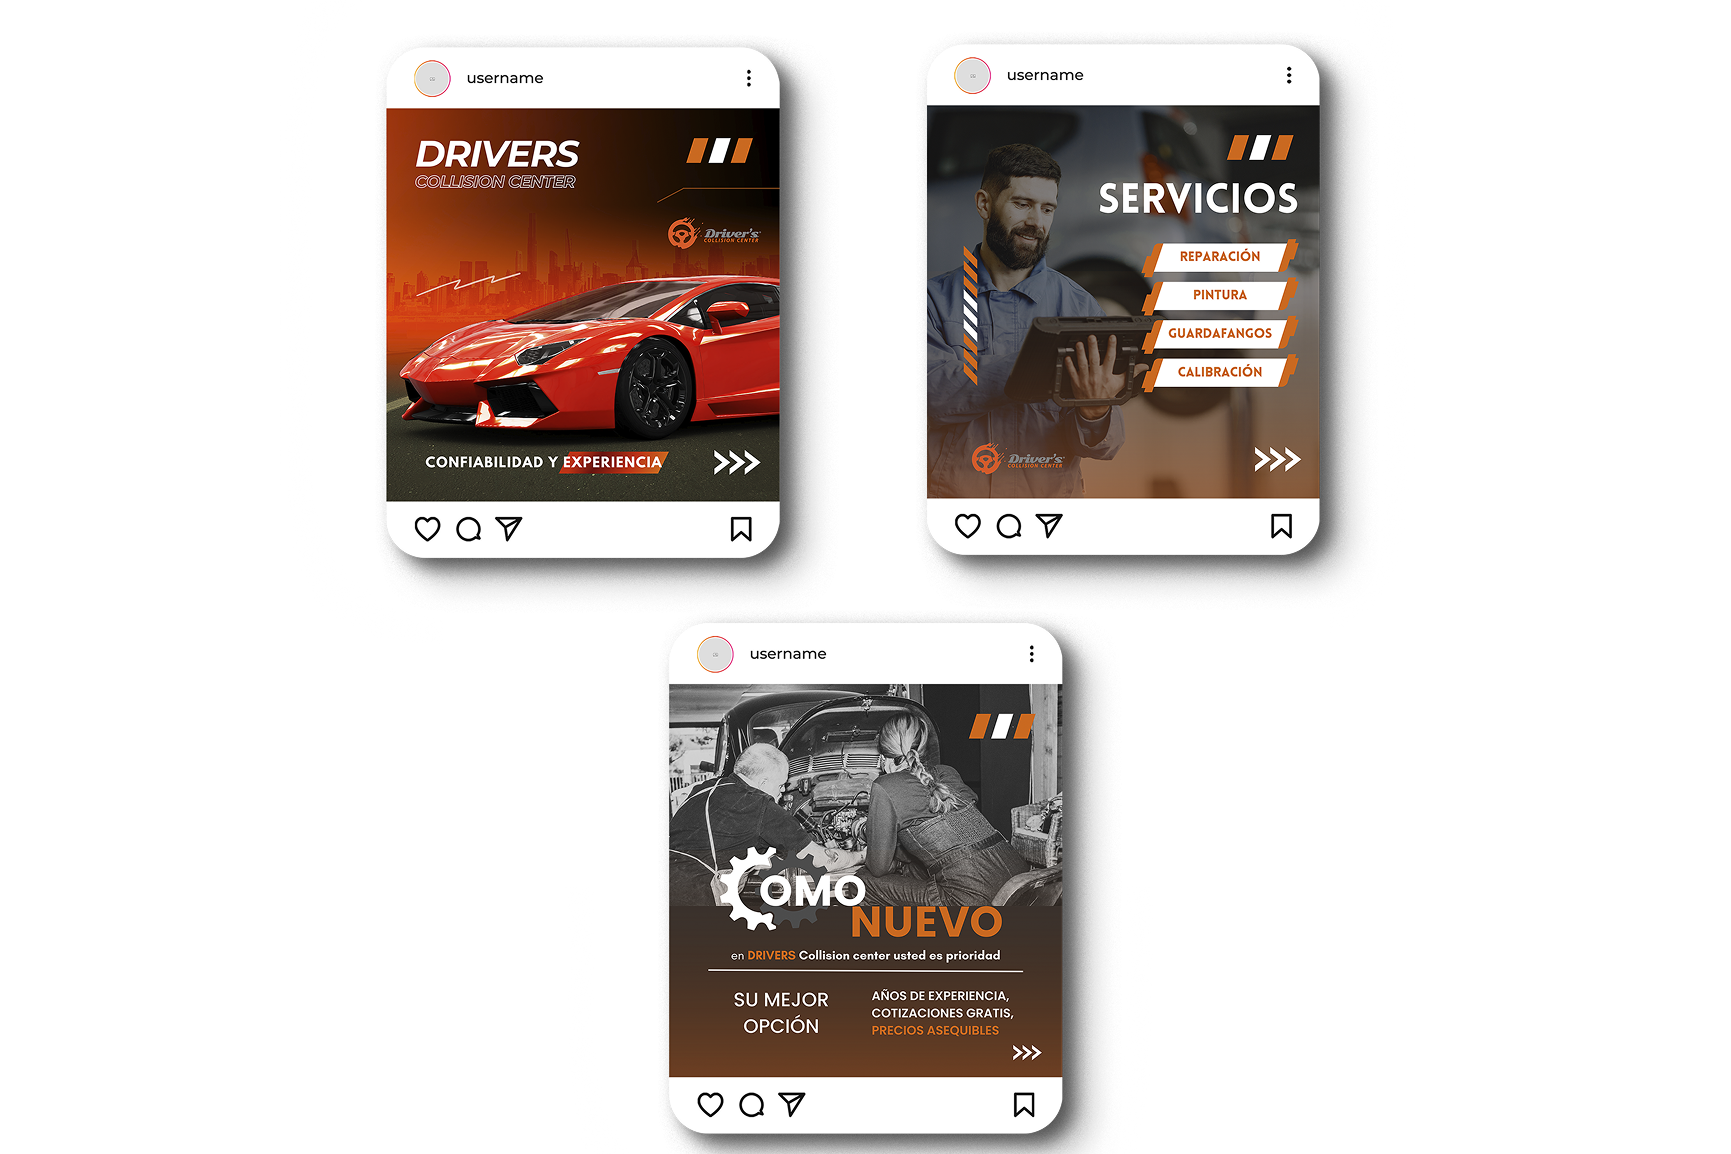 username
DRIVERS
COLLISION CENTER
Driver's
COLLISION CENTER
CONFIABILIDAD Y EXPERIENCIA
username
SERVICIOS
REPARACIÓN
PINTURA
GUARDAFANGOS
CALIBRACIÓN
Driver's
COLLISION CENTER
username
COMO
NUEVO
en DRIVERS Collision center usted es prioridad
SU MEJOR
OPCIÓN
AÑOS DE EXPERIENCIA,
COTIZACIONES GRATIS,
PRECIOS ASEQUIBLES